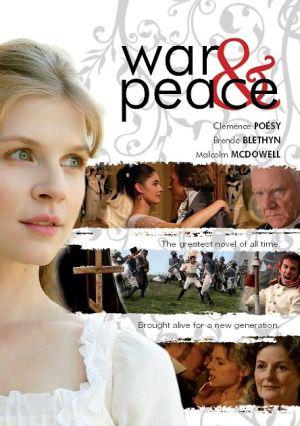 war&
peace
Clémence POÉSY
Brenda BLETHYN
Malcolm MCDOWELL
The greatest novel of all time.
Brought alive for a new generation.